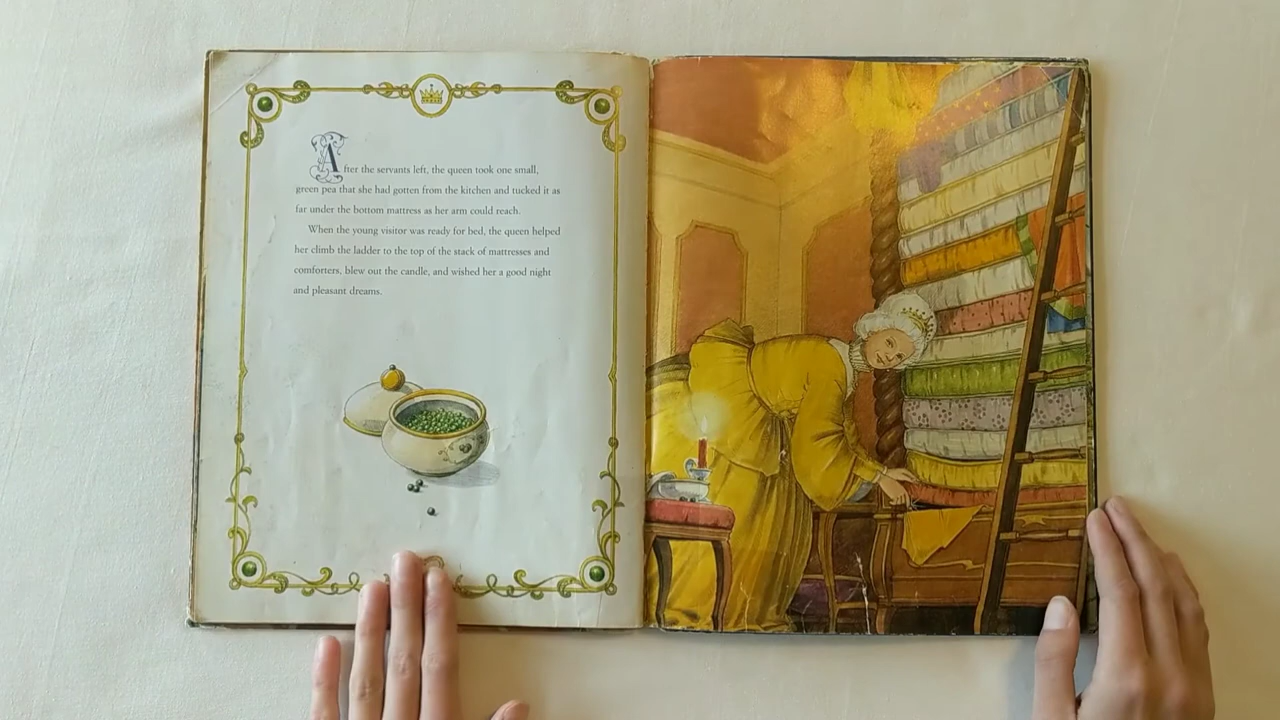 After the servants left, the queen took one small,
green pea that she had gotten from the kitchen and tucked it as
far under the bottom mattress as her arm could reach.
When the young visitor was ready for bed, the queen helped
her climb the ladder to the top of the stack of mattresses and
comforters, blew out the candle, and wished her a good night
and pleasant dreams.